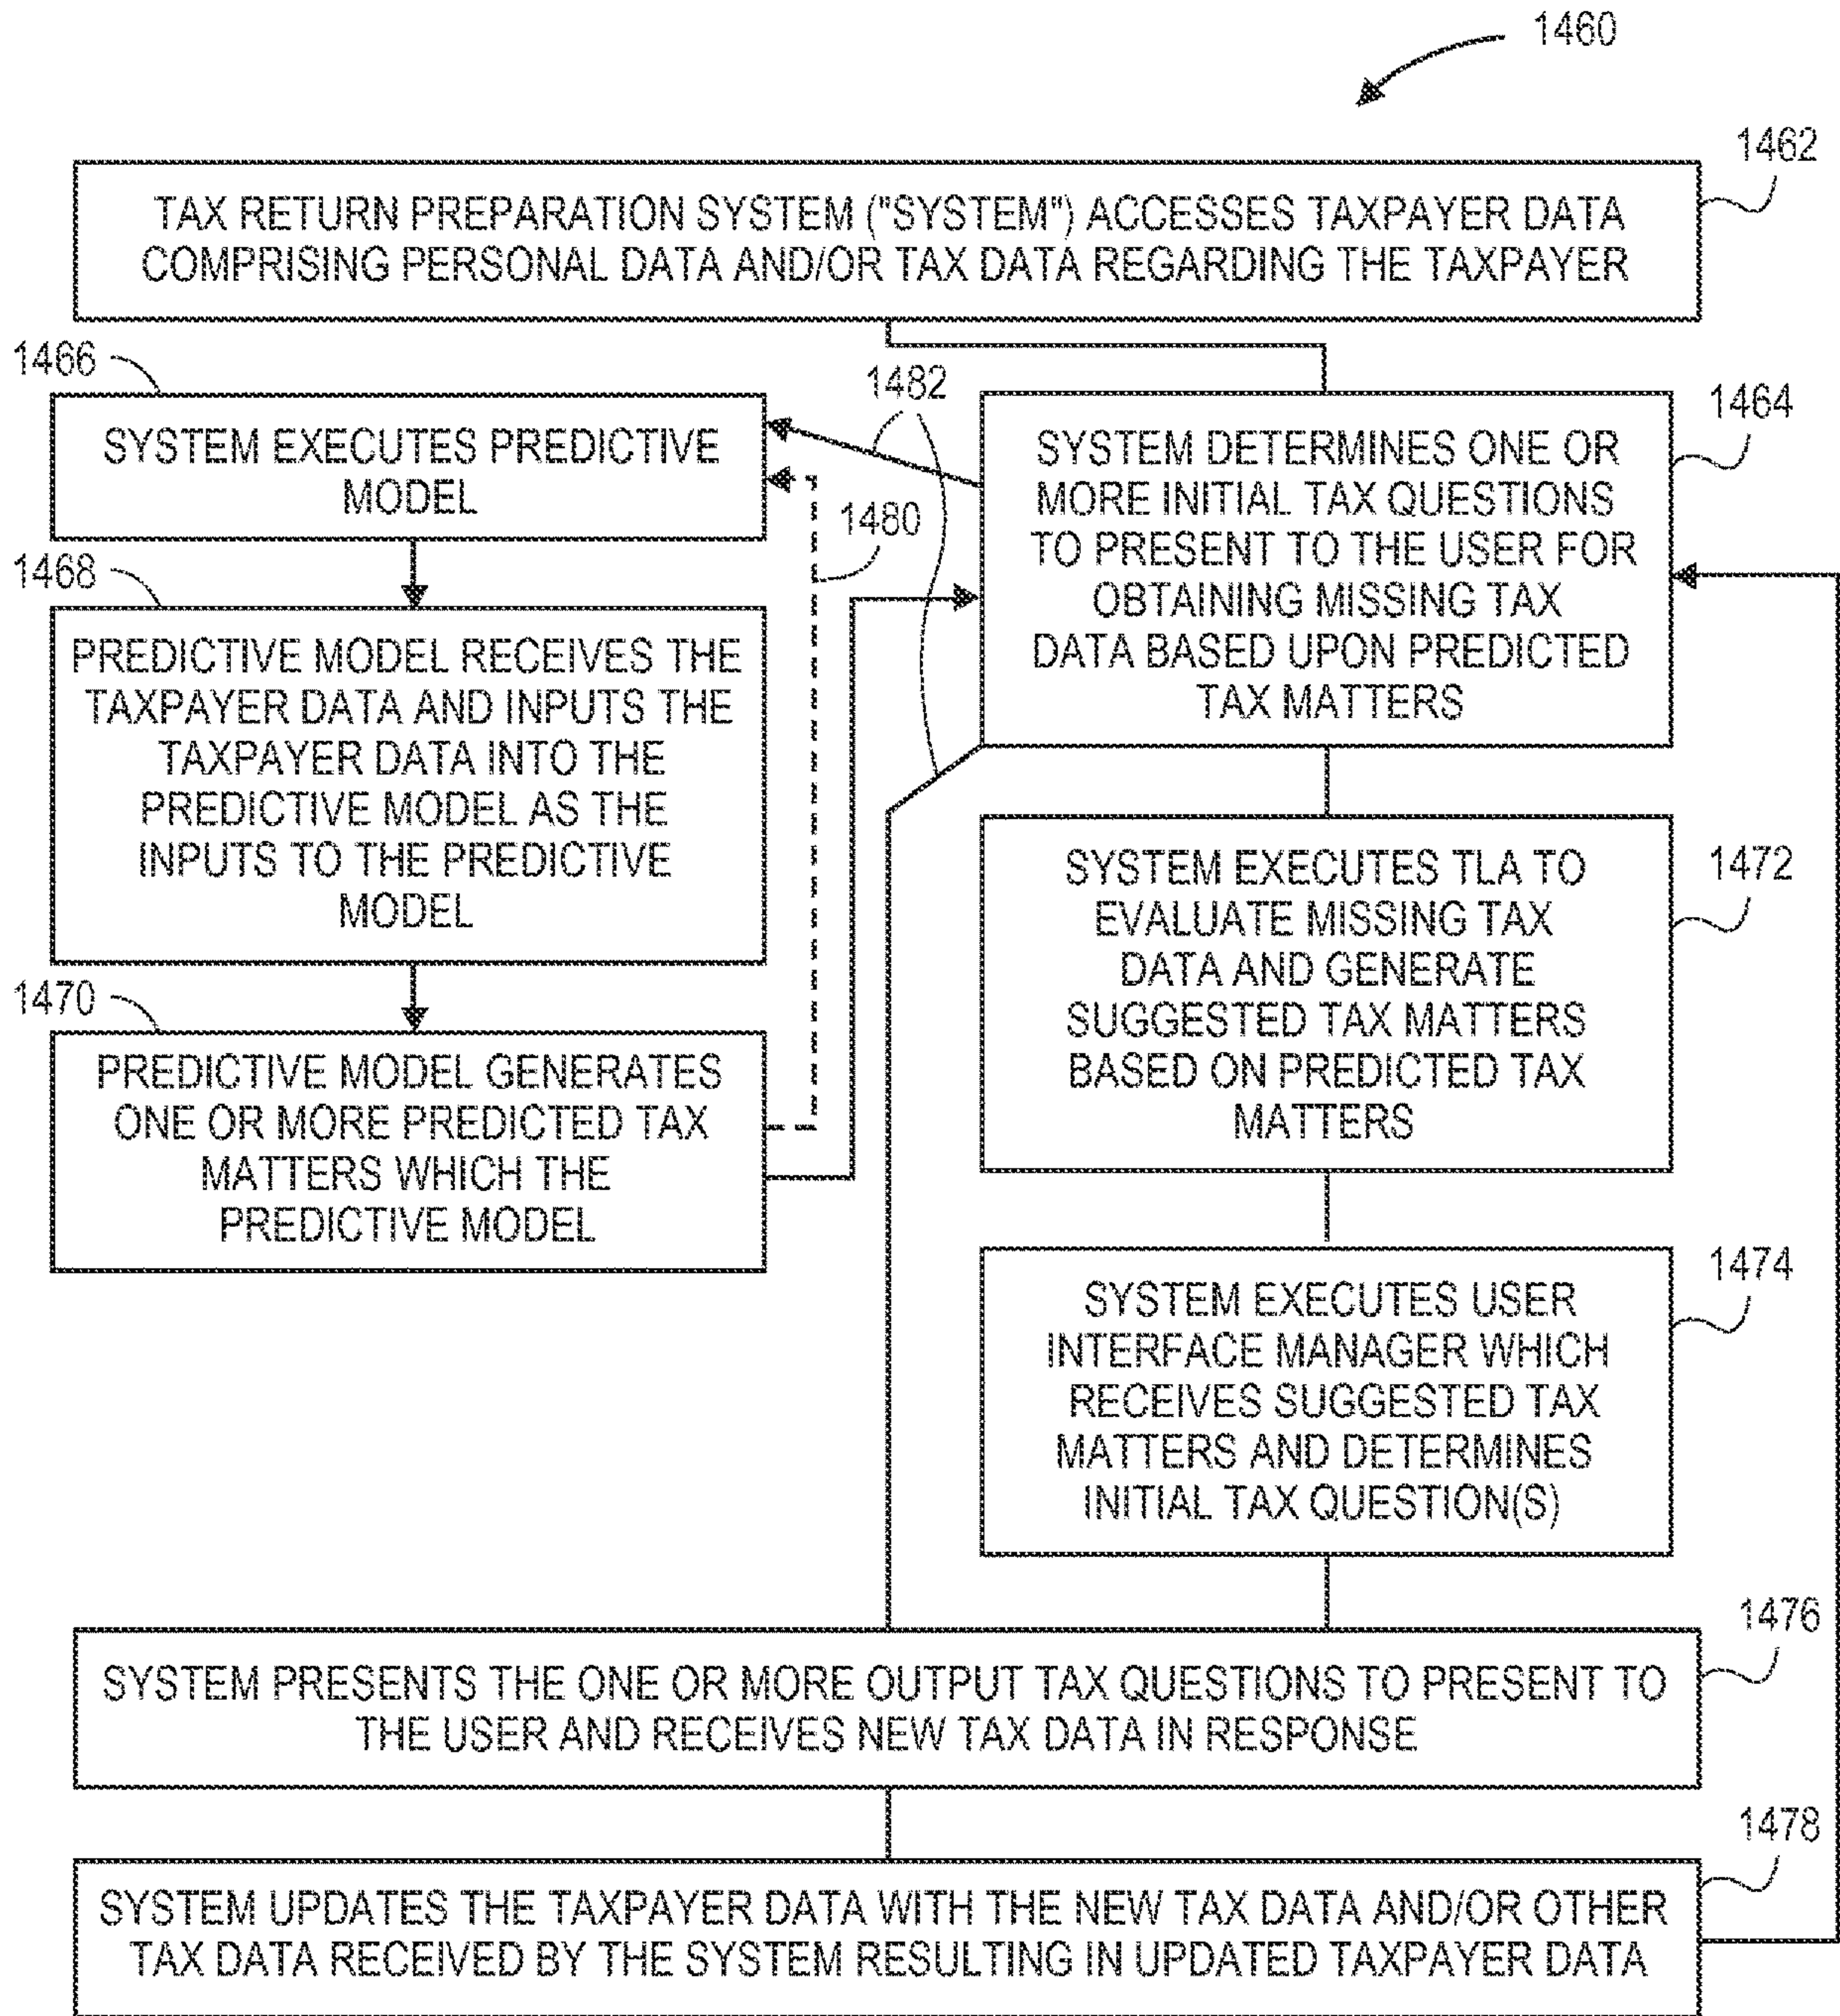 1460
1462
TAX RETURN PREPARATION SYSTEM ("SYSTEM") ACCESSES TAXPAYER DATA
COMPRISING PERSONAL DATA AND/OR TAX DATA REGARDING THE TAXPAYER
1466
SYSTEM EXECUTES PREDICTIVE
MODEL
1482
1480
1464
SYSTEM DETERMINES ONE OR
MORE INITIAL TAX QUESTIONS
TO PRESENT TO THE USER FOR
OBTAINING MISSING TAX
DATA BASED UPON PREDICTED
TAX MATTERS
1468
PREDICTIVE MODEL RECEIVES THE
TAXPAYER DATA AND INPUTS THE
TAXPAYER DATA INTO THE
PREDICTIVE MODEL AS THE
INPUTS TO THE PREDICTIVE
MODEL
1470
PREDICTIVE MODEL GENERATES
ONE OR MORE PREDICTED TAX
MATTERS WHICH THE
PREDICTIVE MODEL
1472
SYSTEM EXECUTES TLA TO
EVALUATE MISSING TAX
DATA AND GENERATE
SUGGESTED TAX MATTERS
BASED ON PREDICTED TAX
MATTERS
1474
SYSTEM EXECUTES USER
INTERFACE MANAGER WHICH
RECEIVES SUGGESTED TAX
MATTERS AND DETERMINES
INITIAL TAX QUESTION(S)
1476
SYSTEM PRESENTS THE ONE OR MORE OUTPUT TAX QUESTIONS TO PRESENT TO
THE USER AND RECEIVES NEW TAX DATA IN RESPONSE
1478
SYSTEM UPDATES THE TAXPAYER DATA WITH THE NEW TAX DATA AND/OR OTHER
TAX DATA RECEIVED BY THE SYSTEM RESULTING IN UPDATED TAXPAYER DATA